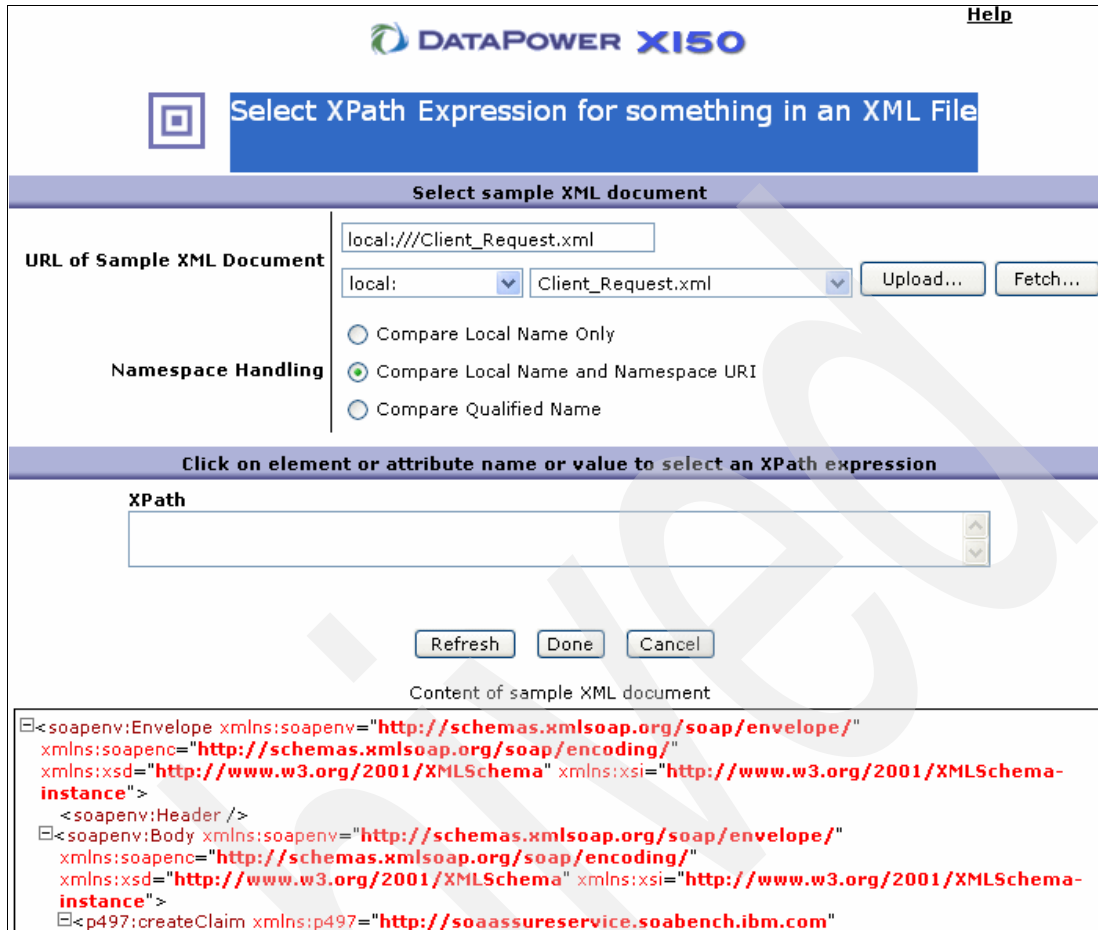 Help
DATAPOWER XI50
Select XPath Expression for something in an XML File
Select sample XML document
URL of Sample XML Document
local:///Client_Request.xml
local: Client_Request.xml Upload... Fetch...
Namespace Handling
Compare Local Name Only
Compare Local Name and Namespace URI
Compare Qualified Name
Click on element or attribute name or value to select an XPath expression
XPath
Refresh Done Cancel
Content of sample XML document
<soapenv:Envelope xmlns:soapenv="http://schemas.xmlsoap.org/soap/envelope/"
xmlns:soapenc="http://schemas.xmlsoap.org/soap/encoding/"
xmlns:xsd="http://www.w3.org/2001/XMLSchema" xmlns:xsi="http://www.w3.org/2001/XMLSchema-
instance">
<soapenv:Header />
<soapenv:Body xmlns:soapenv="http://schemas.xmlsoap.org/soap/envelope/"
xmlns:soapenc="http://schemas.xmlsoap.org/soap/encoding/"
xmlns:xsd="http://www.w3.org/2001/XMLSchema" xmlns:xsi="http://www.w3.org/2001/XMLSchema-
instance">
<p497:createClaim xmlns:p497="http://soaassureservice.soabench.ibm.com"